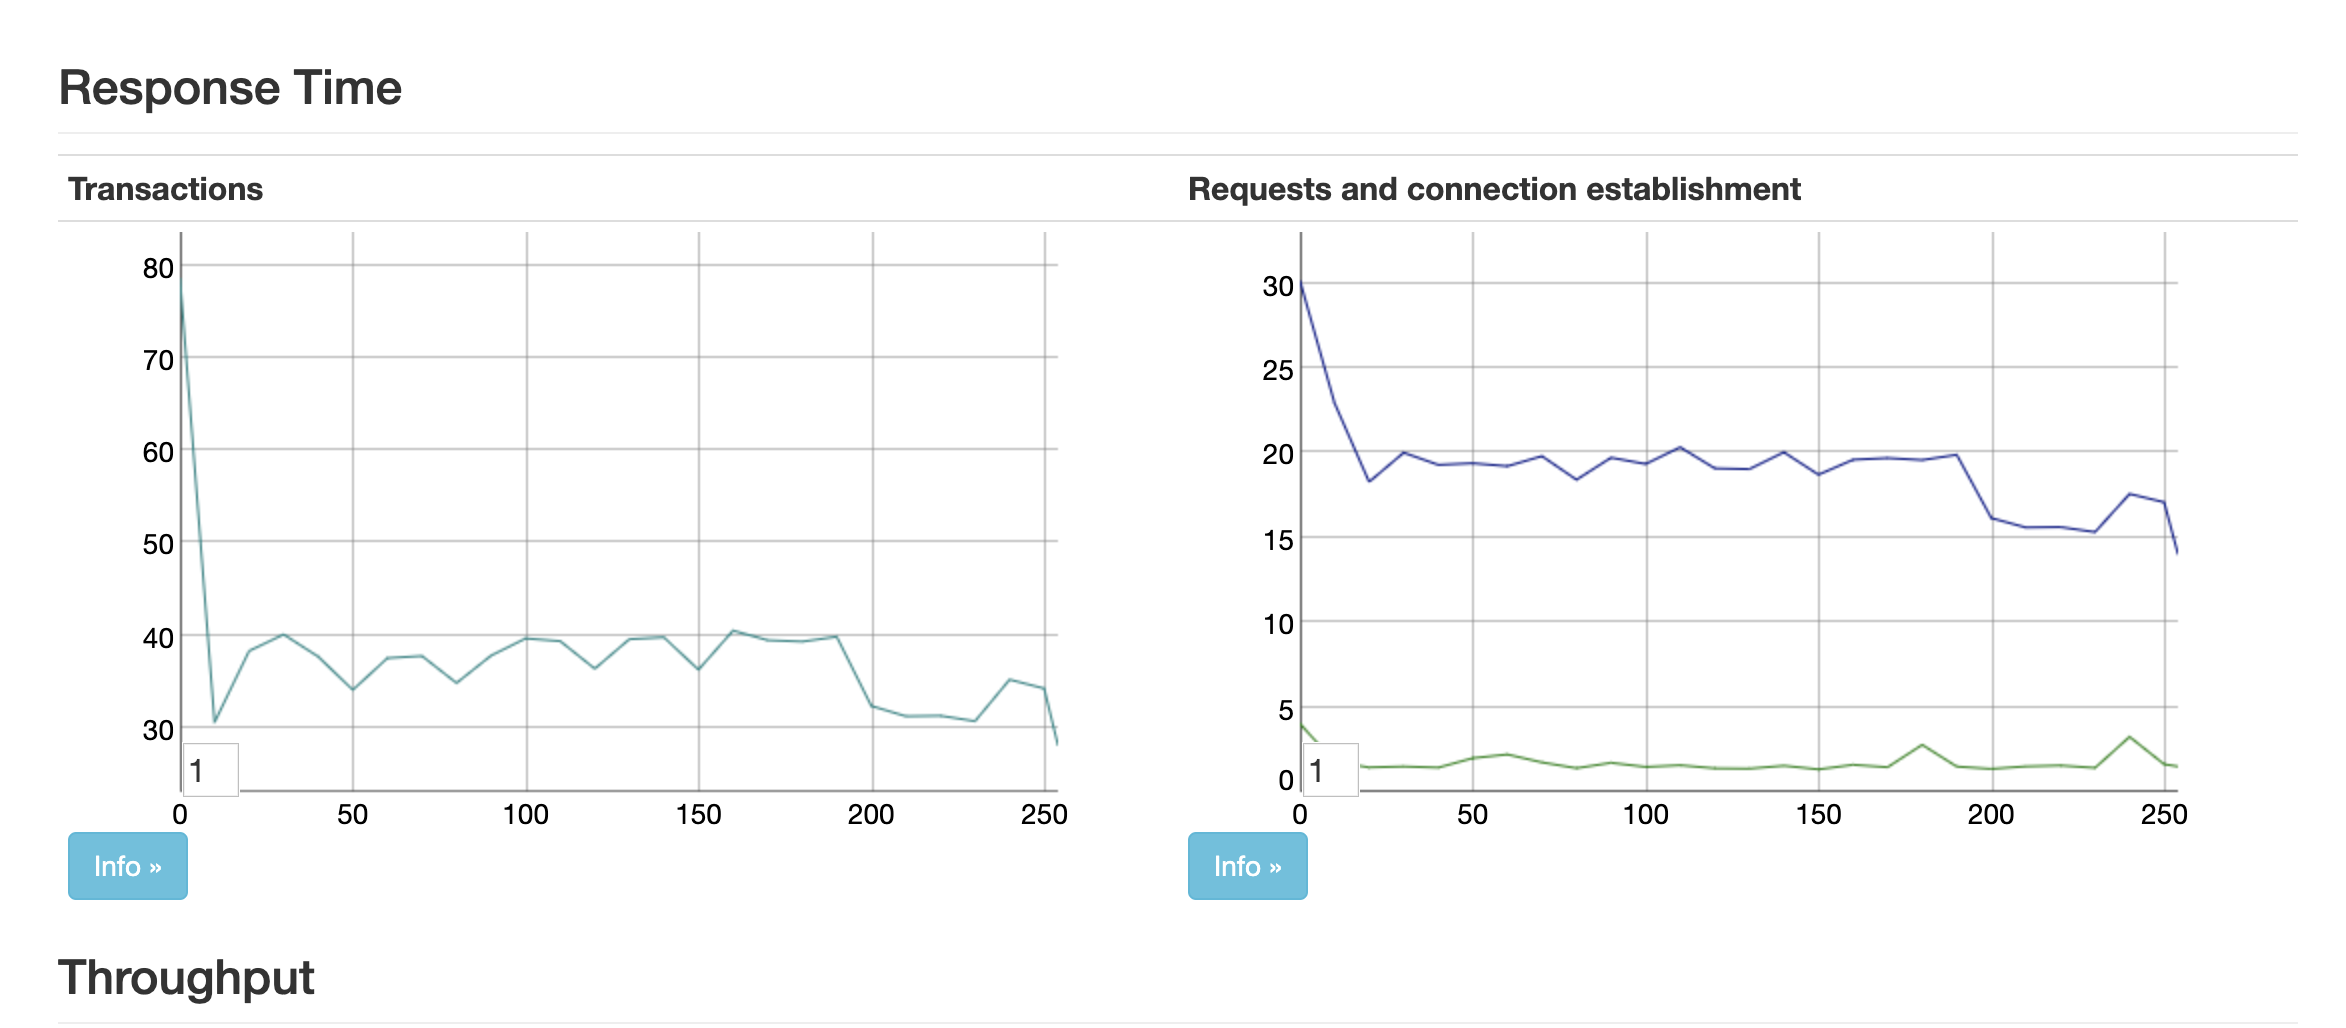 Response Time
Transactions
Requests and connection establishment
80
70
60
50
40
30
1
0 50 100 150 200 250
30
25
20
15
10
5
0
1
0 50 100 150 200 250
Info »
Info »
Throughput